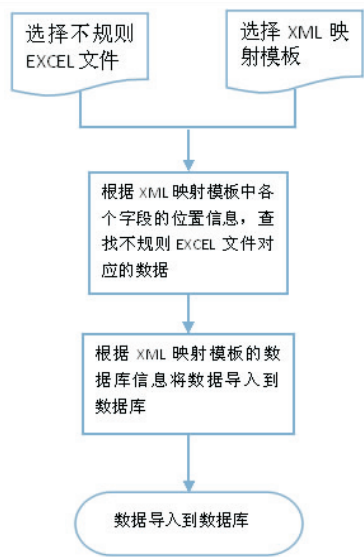 选择不规则
EXCEL 文件
选择 XML 映
射模板
根据 XML 映射模板中各
个字段的位置信息，查
找不规则 EXCEL 文件对
应的数据
根据 XML 映射模板的数
据库信息将数据导入到
数据库
数据导入到数据库